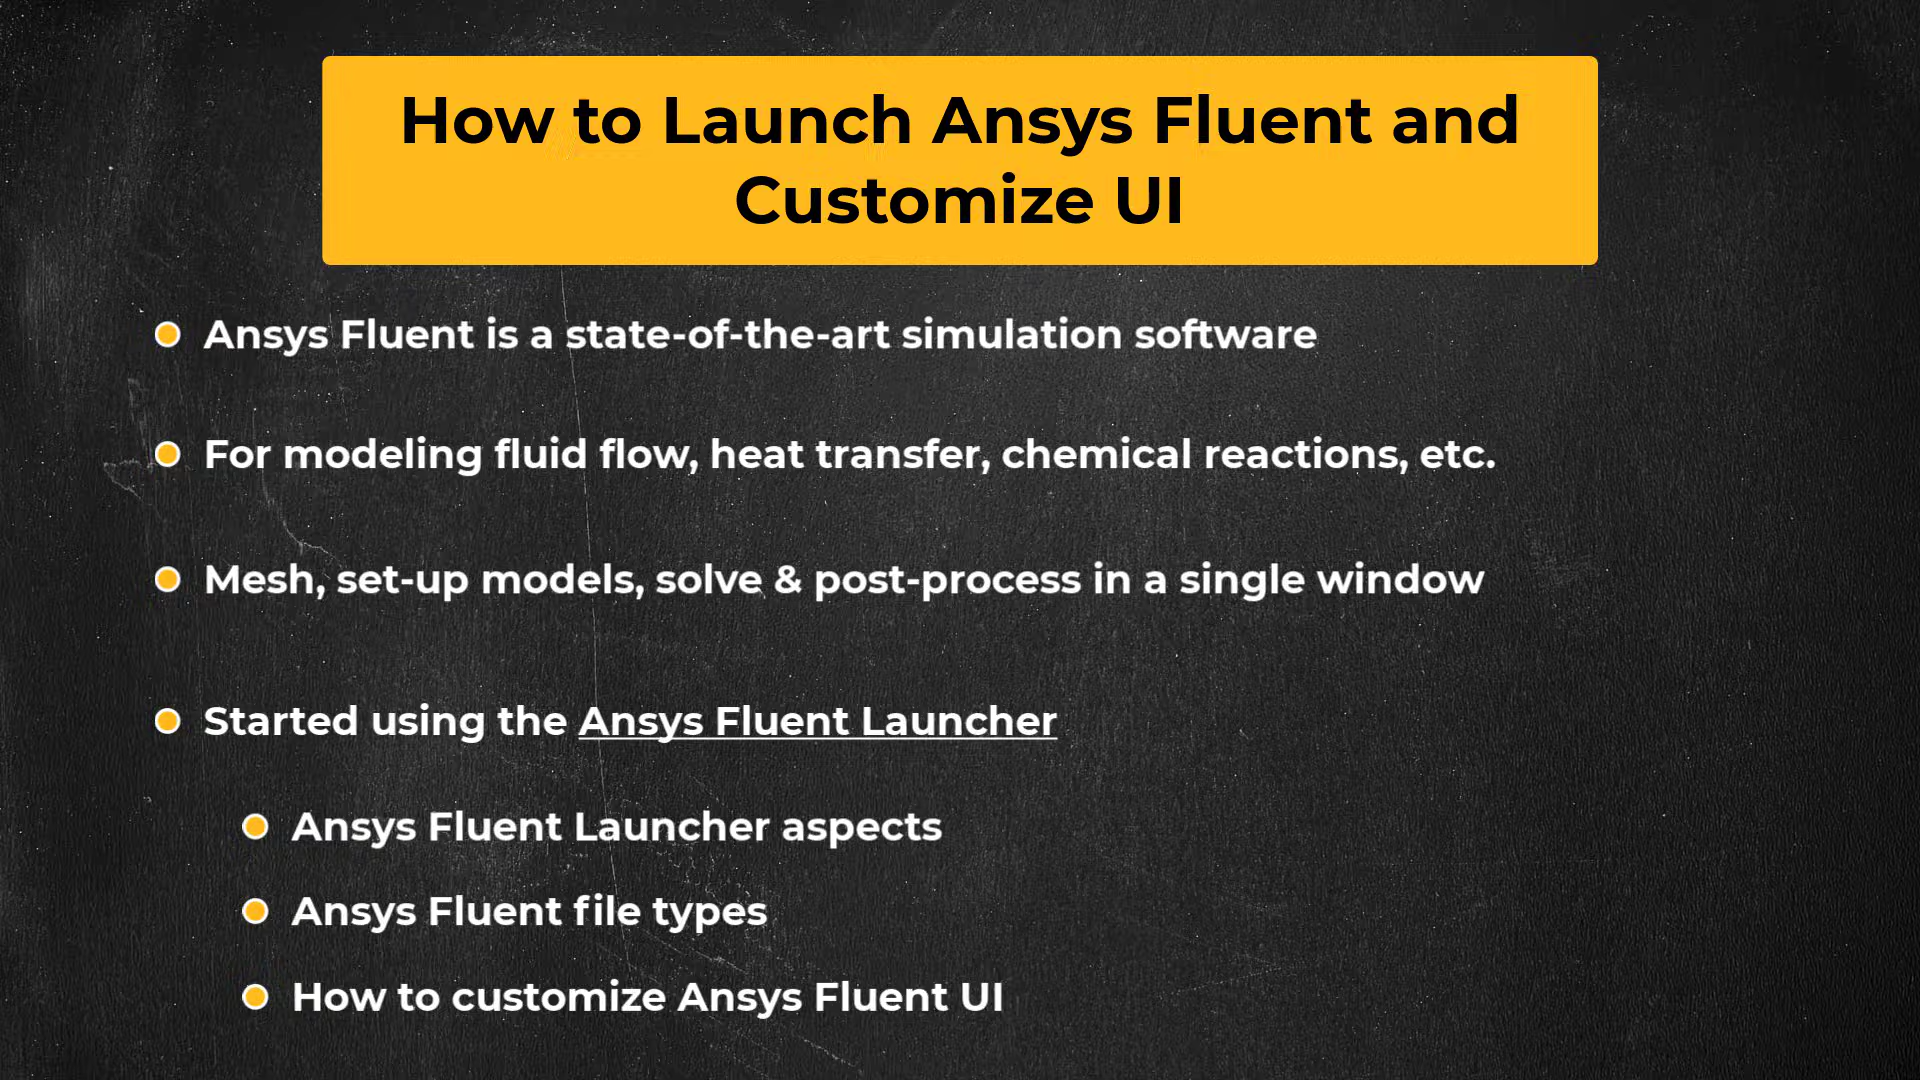 How to Launch Ansys Fluent and
Customize UI
Ansys Fluent is a state-of-the-art simulation software
For modeling fluid flow, heat transfer, chemical reactions, etc.
Mesh, set-up models, solve & post-process in a single window
Started using the Ansys Fluent Launcher
Ansys Fluent Launcher aspects
Ansys Fluent file types
How to customize Ansys Fluent UI